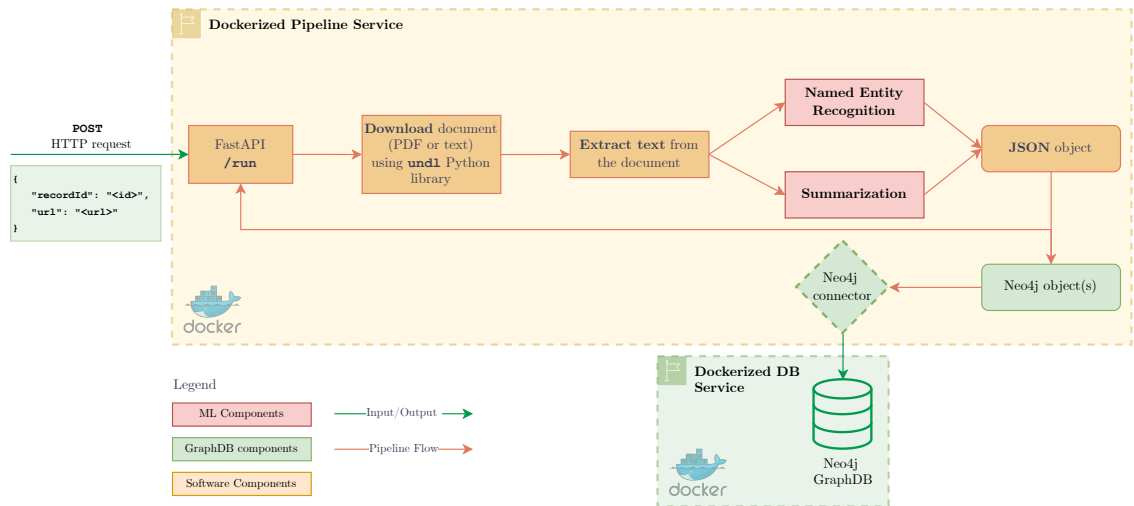 Dockerized Pipeline Service
POST
HTTP request
{
"recordId": "<id>",
"url": "<url>"
}
FastAPI
/run
Download document
(PDF or text)
using undl Python
library
Extract text from
the document
Named Entity
Recognition
Summarization
JSON object
Neo4j object(s)
Neo4j
connector
docker
Dockerized DB
Service
Neo4j
GraphDB
docker
Legend
ML Components
Input/Output
GraphDB components
Pipeline Flow
Software Components